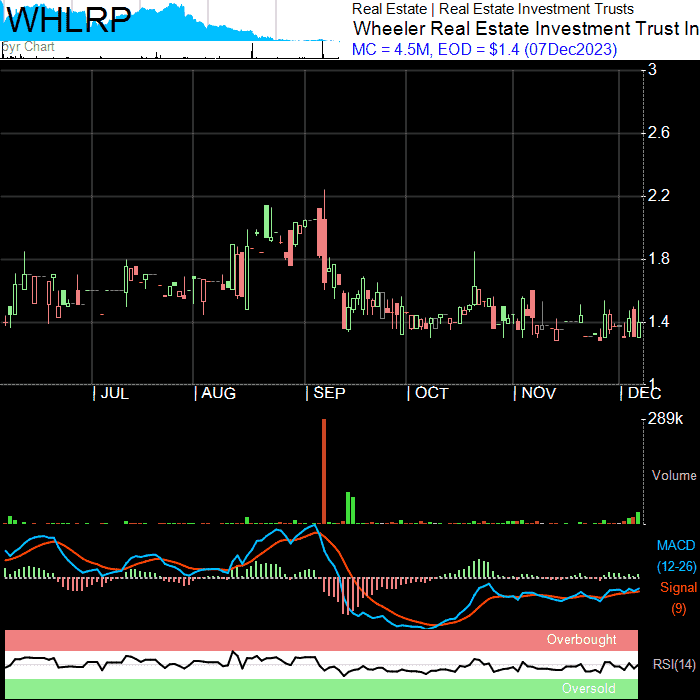 WHLRP
5yr Chart
Real Estate | Real Estate Investment Trusts
Wheeler Real Estate Investment Trust In
MC = 4.5M, EOD = $1.4 (07Dec2023)
3
2.6
2.2
1.8
1.4
1
| JUL | AUG | SEP | OCT | NOV | DEC
289k
Volume
MACD
(12-26)
Signal
(9)
Overbought
RSI(14)
Oversold